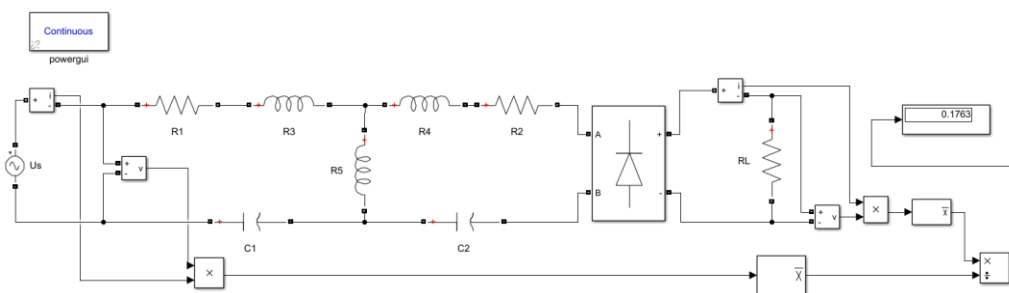 Continuous
powergui
+ i
-
R1
R3
R4
R2
+ i
-
0.1763
Us
+ v
-
R5
A
B
+
-
RL
C1
C2
+ v
-
×
x̅
×
X̅
×
÷